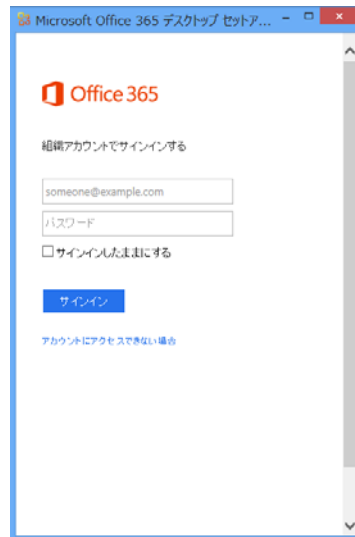 Microsoft Office 365 デスクトップ セットア...
Office 365
組織アカウントでサインインする
someone@example.com
パスワード
サインインしたままにする
サインイン
アカウントにアクセスできない場合